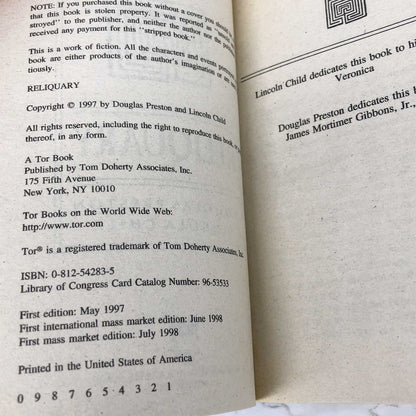 NOTE: If you purchased this book without a cover you should
that this book is stolen property. It was reported as
stroyed" to the publisher, and neither the author nor the
received any payment for this "stripped book."
This is a work of fiction. All the characters and events
book are either products of the author's imagination or are
tiously.
RELIQUARY
Copyright © 1997 by Douglas Preston and Lincoln Child
All rights reserved, including the right to reproduce this book, or
thereof, in any form.
A Tor Book
Published by Tom Doherty Associates, Inc.
175 Fifth Avenue
New York, NY 10010
Tor Books on the World Wide Web:
http://www.tor.com
Tor® is a registered trademark of Tom Doherty Associates, Inc.
ISBN: 0-812-54283-5
Library of Congress Card Catalog Number: 96-53533
First edition: May 1997
First international mass market edition: June 1998
First mass market edition: July 1998
Printed in the United States of America
0 9 8 7 6 5 4 3 2 1
Lincoln Child dedicates this book to
Veronica
Douglas Preston dedicates this
James Mortimer Gibbons, Jr.,